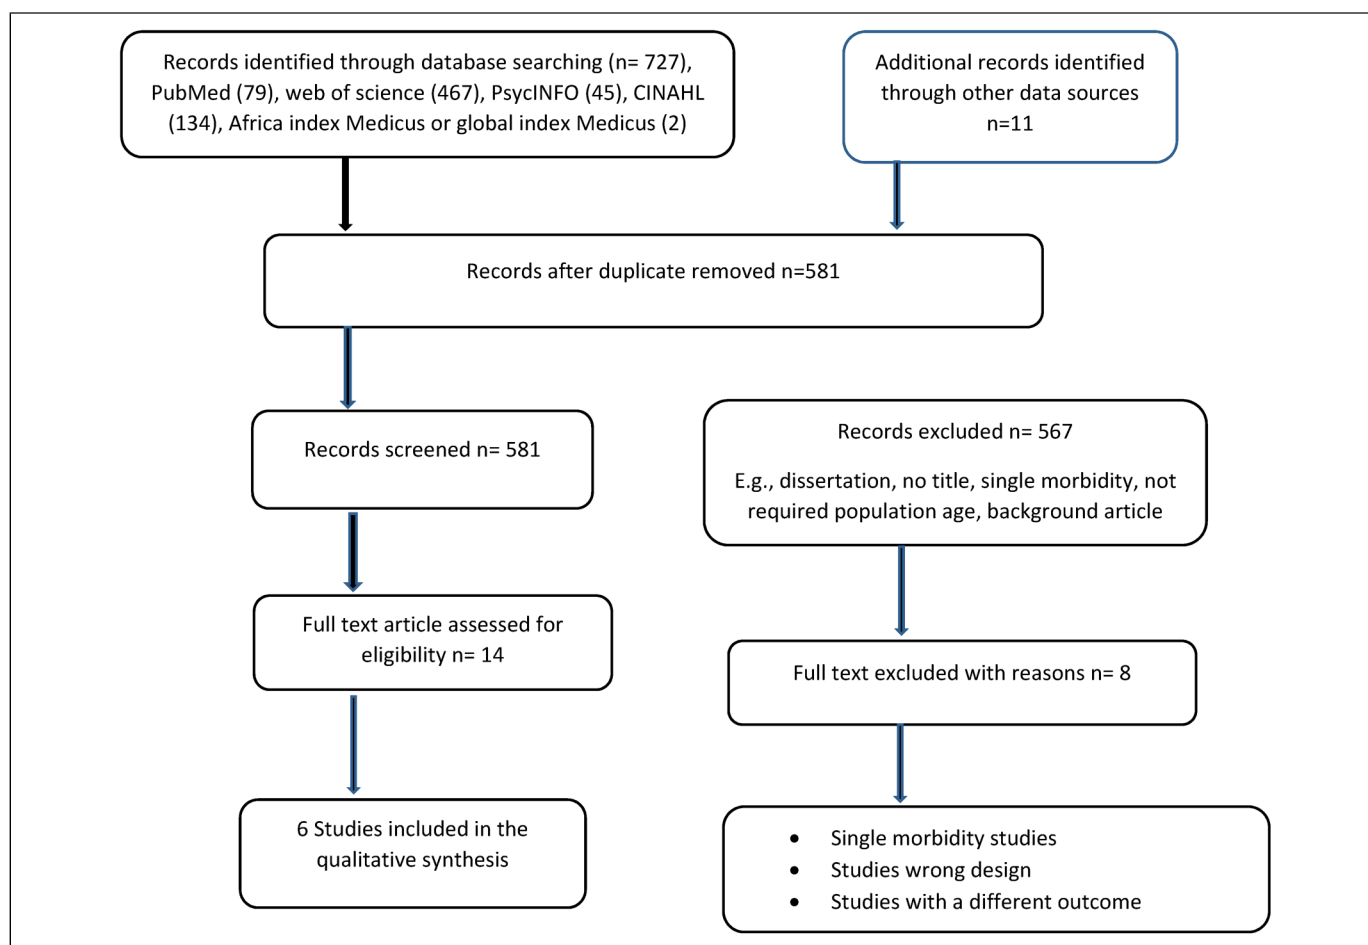 Records identified through database searching (n= 727),
PubMed (79), web of science (467), PsycINFO (45), CINAHL
(134), Africa index Medicus or global index Medicus (2)
Additional records identified
through other data sources
n=11
Records after duplicate removed n=581
Records screened n= 581
Records excluded n= 567
E.g., dissertation, no title, single morbidity, not
required population age, background article
Full text article assessed for
eligibility n= 14
Full text excluded with reasons n= 8
6 Studies included in the
qualitative synthesis
• Single morbidity studies
• Studies wrong design
• Studies with a different outcome